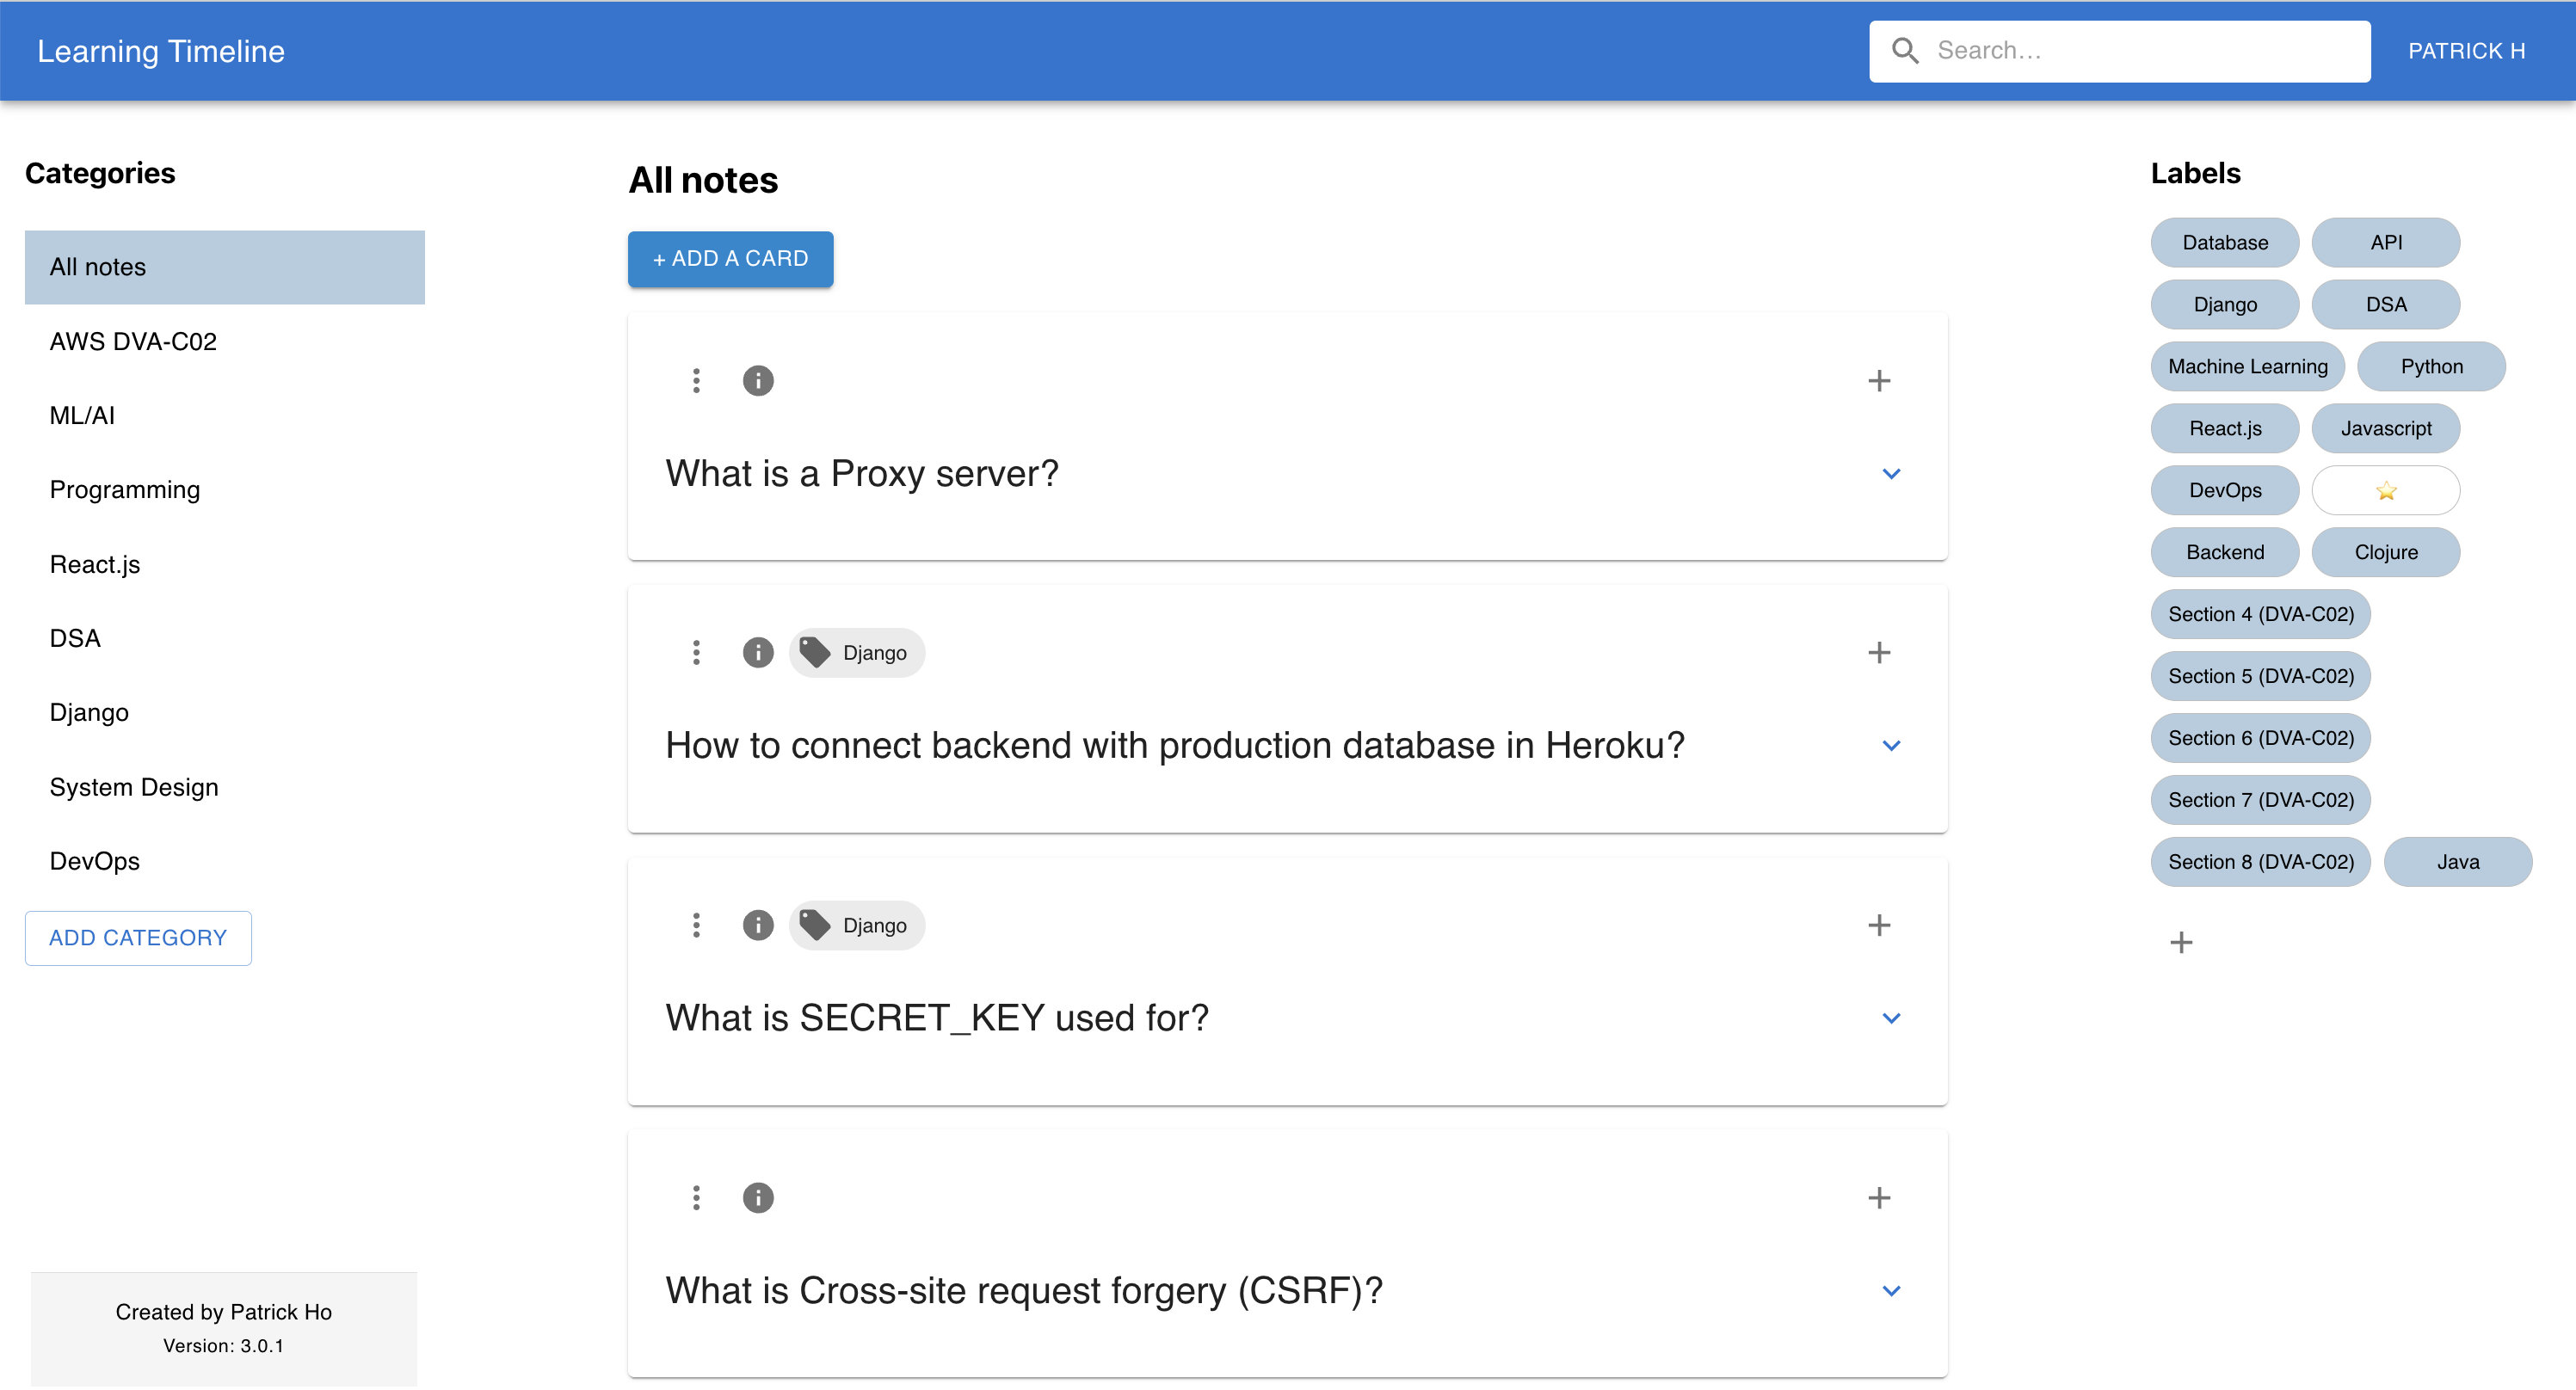 Learning Timeline
Search...
PATRICK H
Categories
All notes
AWS DVA-C02
ML/AI
Programming
React.js
DSA
Django
System Design
DevOps
ADD CATEGORY
Created by Patrick Ho
Version: 3.0.1
All notes
+ ADD A CARD
What is a Proxy server?
Django
How to connect backend with production database in Heroku?
Django
What is SECRET_KEY used for?
What is Cross-site request forgery (CSRF)?
Labels
Database API
Django DSA
Machine Learning Python
React.js Javascript
DevOps ⭐
Backend Clojure
Section 4 (DVA-C02)
Section 5 (DVA-C02)
Section 6 (DVA-C02)
Section 7 (DVA-C02)
Section 8 (DVA-C02) Java